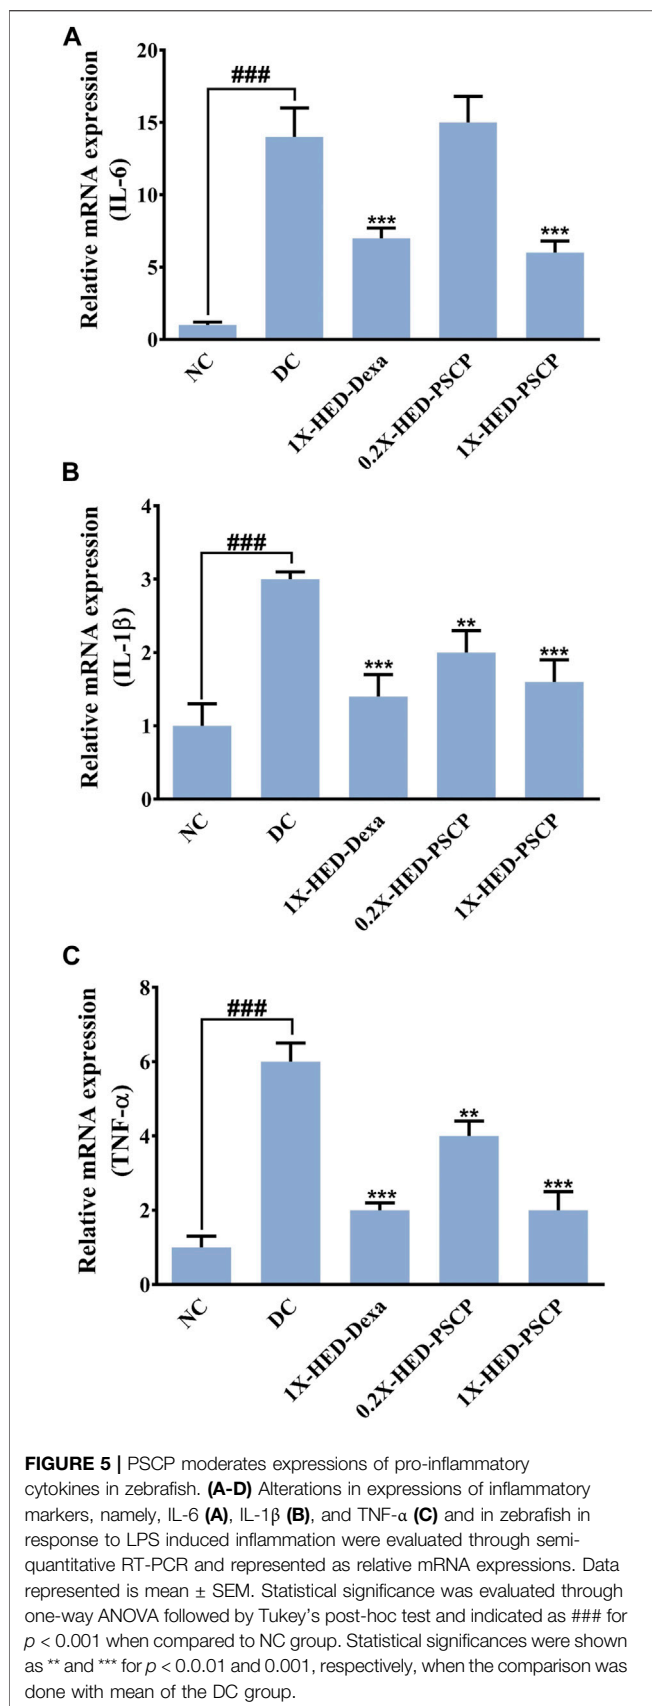 A
Relative mRNA expression
(IL-6)
20
15
10
5
0
###
***
***
NC
DC
1X-HED-Dexa
0.2X-HED-PSCP
1X-HED-PSCP
B
Relative mRNA expression
(IL-1β)
4
3
2
1
0
###
***
**
***
NC
DC
1X-HED-Dexa
0.2X-HED-PSCP
1X-HED-PSCP
C
Relative mRNA expression
(TNF-α)
8
6
4
2
0
###
***
**
***
NC
DC
1X-HED-Dexa
0.2X-HED-PSCP
1X-HED-PSCP
FIGURE 5 | PSCP moderates expressions of pro-inflammatory
cytokines in zebrafish. (A-D) Alterations in expressions of inflammatory
markers, namely, IL-6 (A), IL-1β (B), and TNF-α (C) and in zebrafish in
response to LPS induced inflammation were evaluated through semi-
quantitative RT-PCR and represented as relative mRNA expressions. Data
represented is mean ± SEM. Statistical significance was evaluated through
one-way ANOVA followed by Tukey's post-hoc test and indicated as ### for
p < 0.001 when compared to NC group. Statistical significances were shown
as ** and *** for p < 0.0.01 and 0.001, respectively, when the comparison was
done with mean of the DC group.